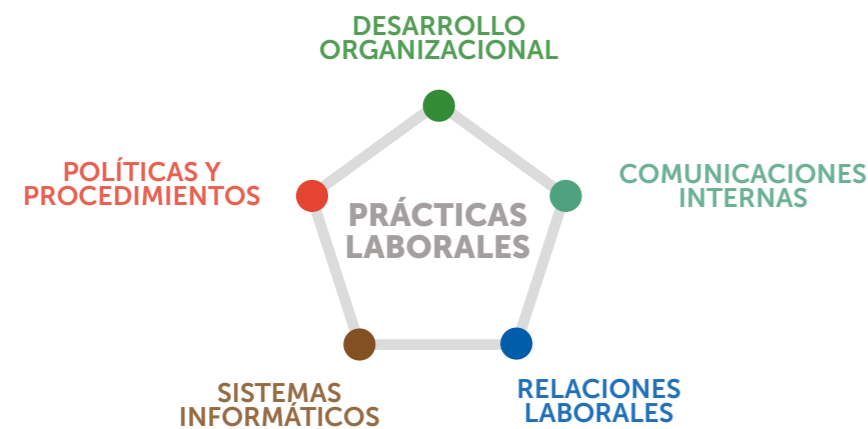 DESARROLLO
ORGANIZACIONAL
POLÍTICAS Y
PROCEDIMIENTOS
COMUNICACIONES
INTERNAS
PRÁCTICAS
LABORALES
SISTEMAS
INFORMÁTICOS
RELACIONES
LABORALES